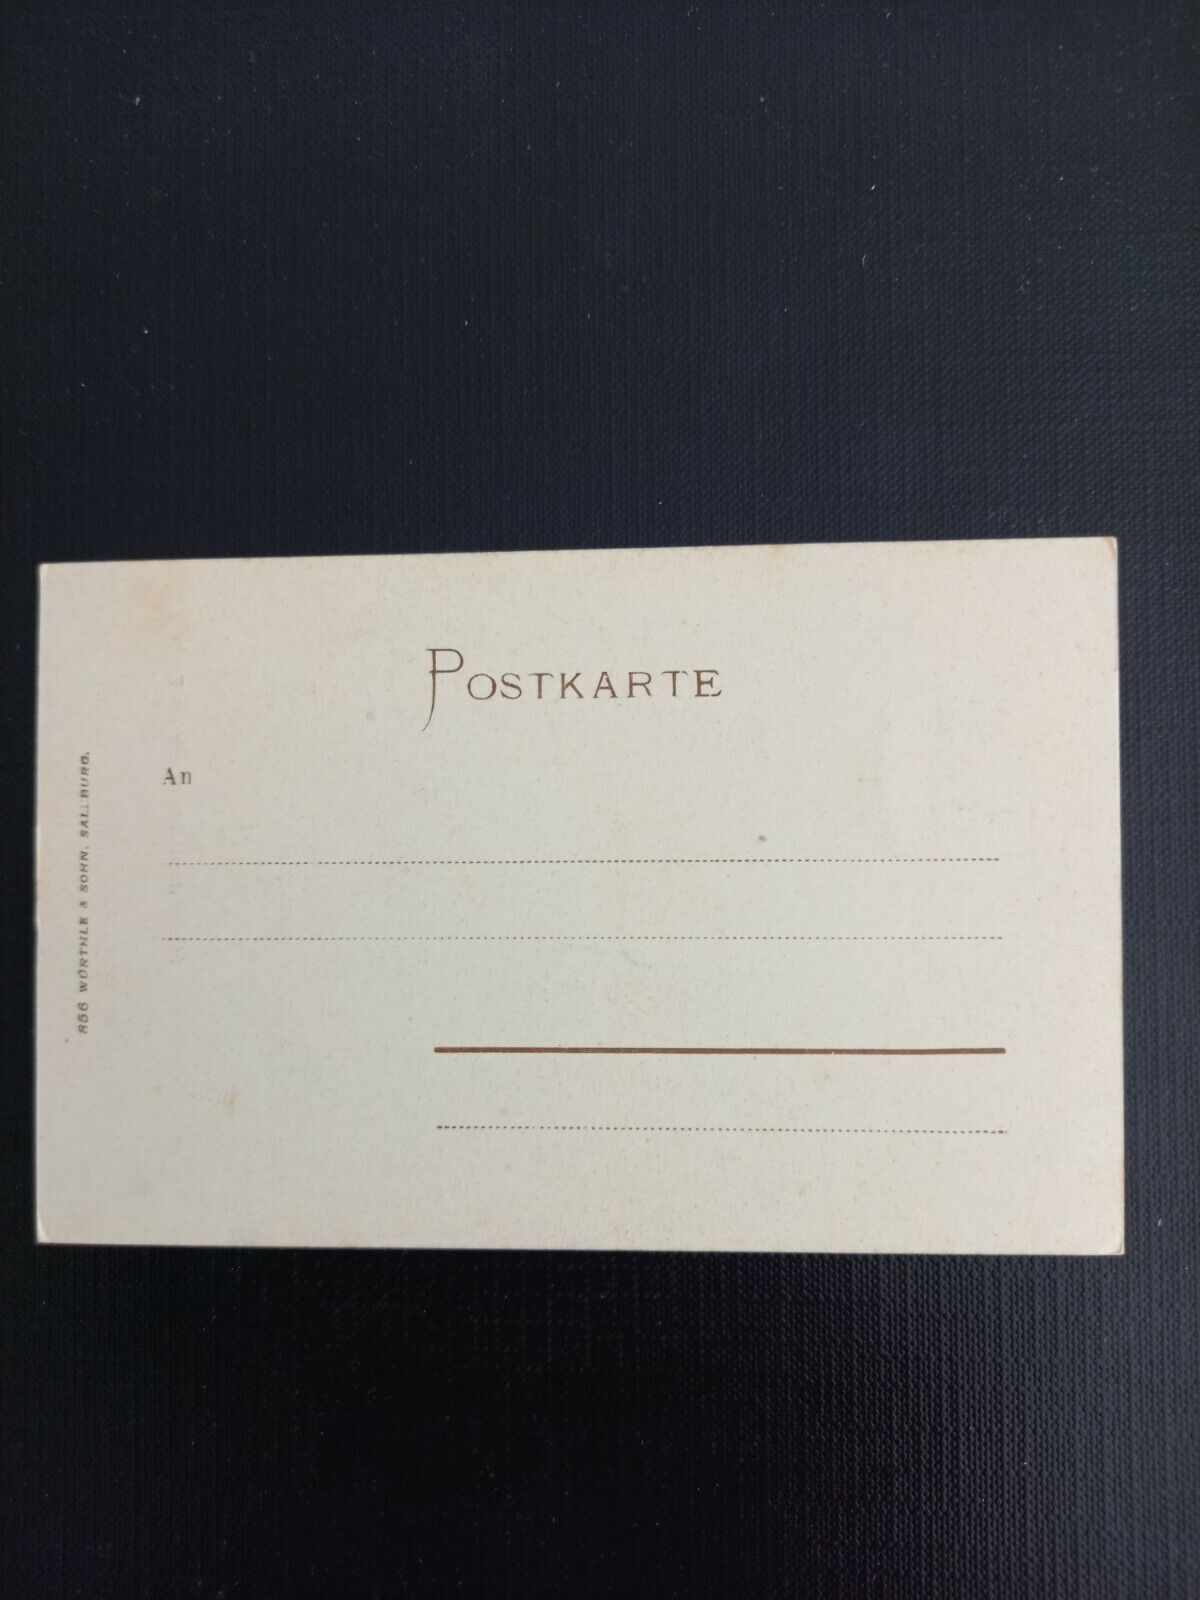 POSTKARTE
An
856 WÜRTHLE & SOHN, SALZBURG.